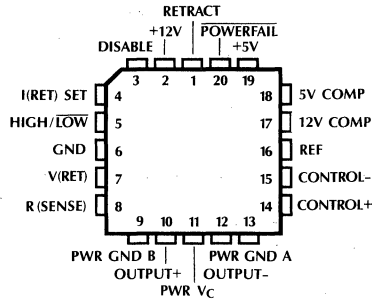 RETRACT
+12V POWERFAIL
DISABLE +5V
3 2 1 20 19
I(RET) SET 4 18 5V COMP
HIGH/LOW 5 17 12V COMP
GND 6 16 REF
V(RET) 7 15 CONTROL-
R(SENSE) 8 14 CONTROL+
9 10 11 12 13
PWR GND B PWR GND A
OUTPUT+ OUTPUT-
PWR VC